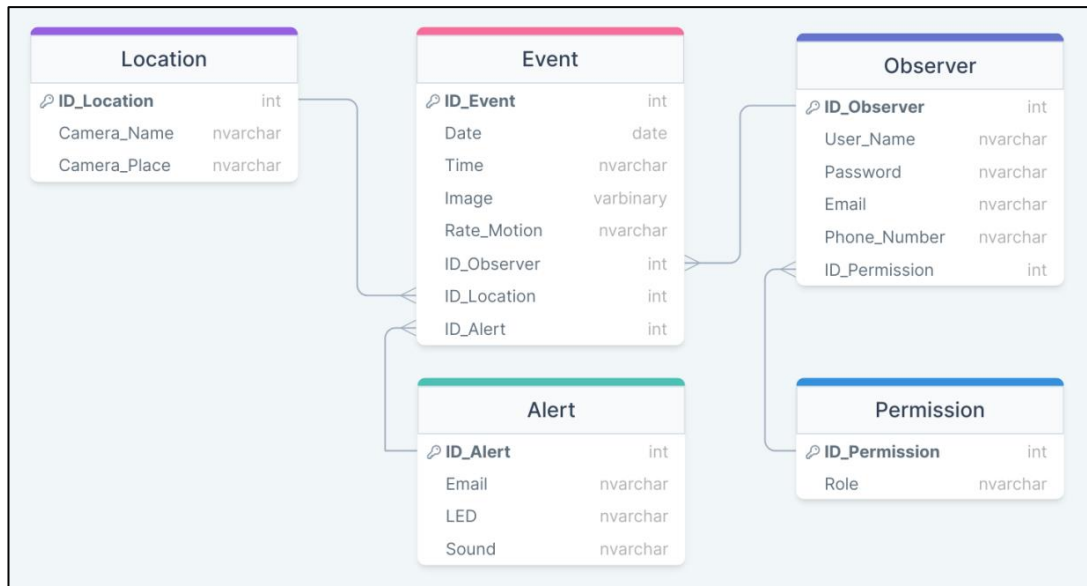 Location
ID_Location int
Camera_Name nvarchar
Camera_Place nvarchar
Event
ID_Event int
Date date
Time nvarchar
Image varbinary
Rate_Motion nvarchar
ID_Observer int
ID_Location int
ID_Alert int
Observer
ID_Observer int
User_Name nvarchar
Password nvarchar
Email nvarchar
Phone_Number nvarchar
ID_Permission int
Alert
ID_Alert int
Email nvarchar
LED nvarchar
Sound nvarchar
Permission
ID_Permission int
Role nvarchar